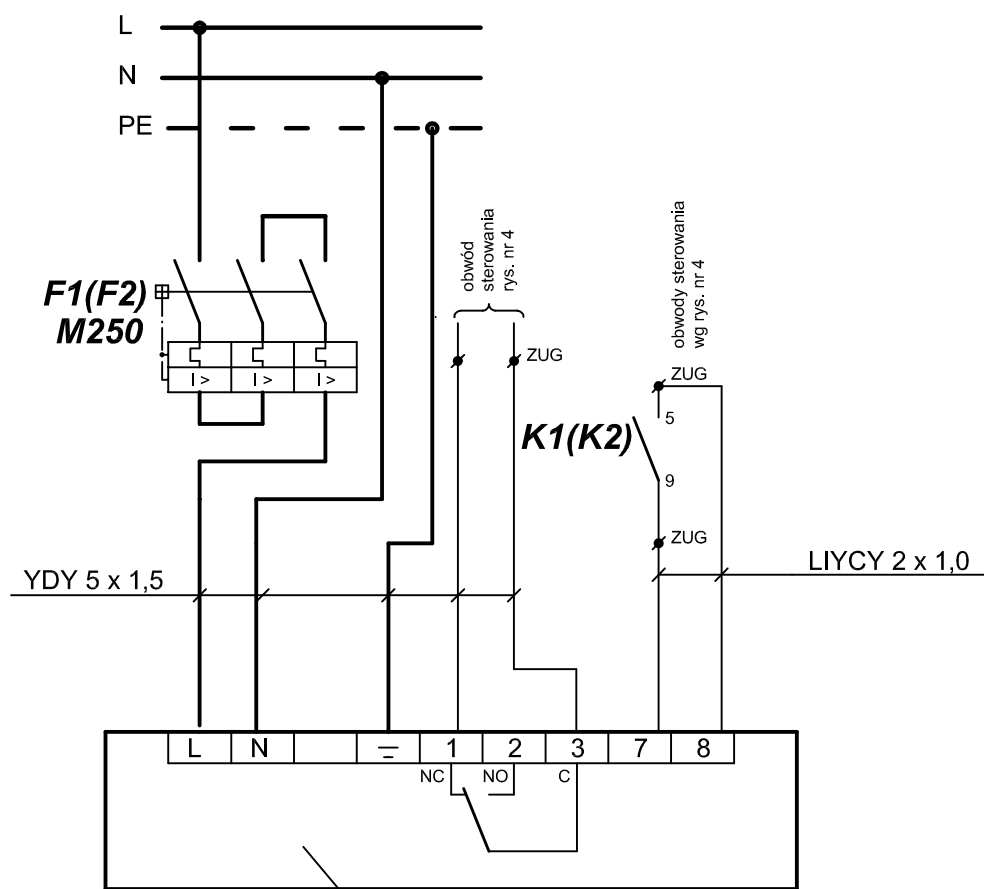 L
N
PE
F1(F2)
M250
I >
I >
I >
obwód
sterowania
rys. nr 4
ZUG
obwody sterowania
wg rys. nr 4
ZUG
5
K1(K2)
9
ZUG
YDY 5 x 1,5
LIYCY 2 x 1,0
L
N
1
2
3
7
8
NC
NO
C